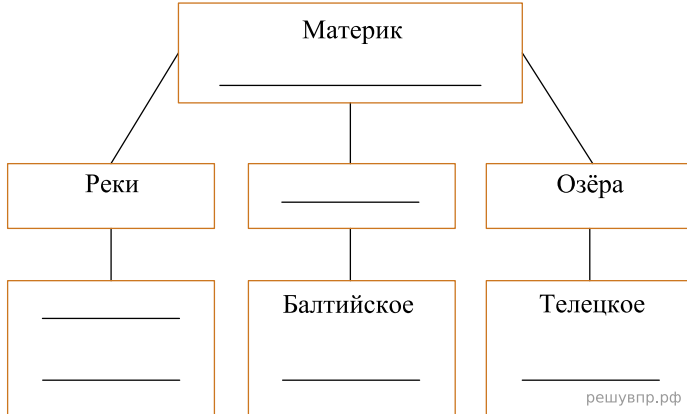 Материк
Реки
Озёра
Балтийское
Телецкое
решувпр.рф